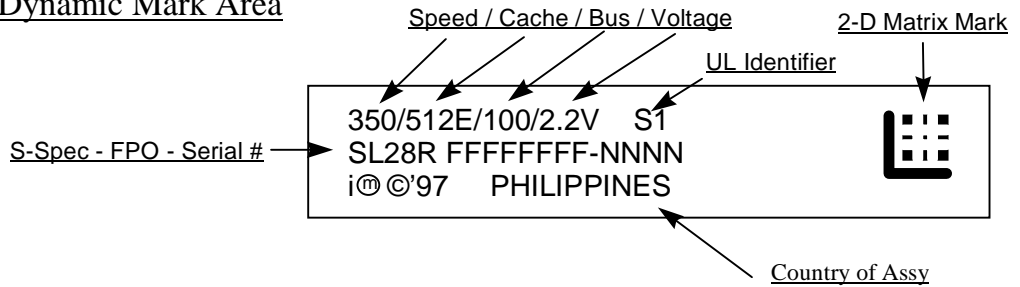 Dynamic Mark Area
Speed / Cache / Bus / Voltage
2-D Matrix Mark
UL Identifier
350/512E/100/2.2V S1
S-Spec - FPO - Serial #
SL28R FFFFFFFF-NNNN
iⓜ©'97 PHILIPPINES
Country of Assy